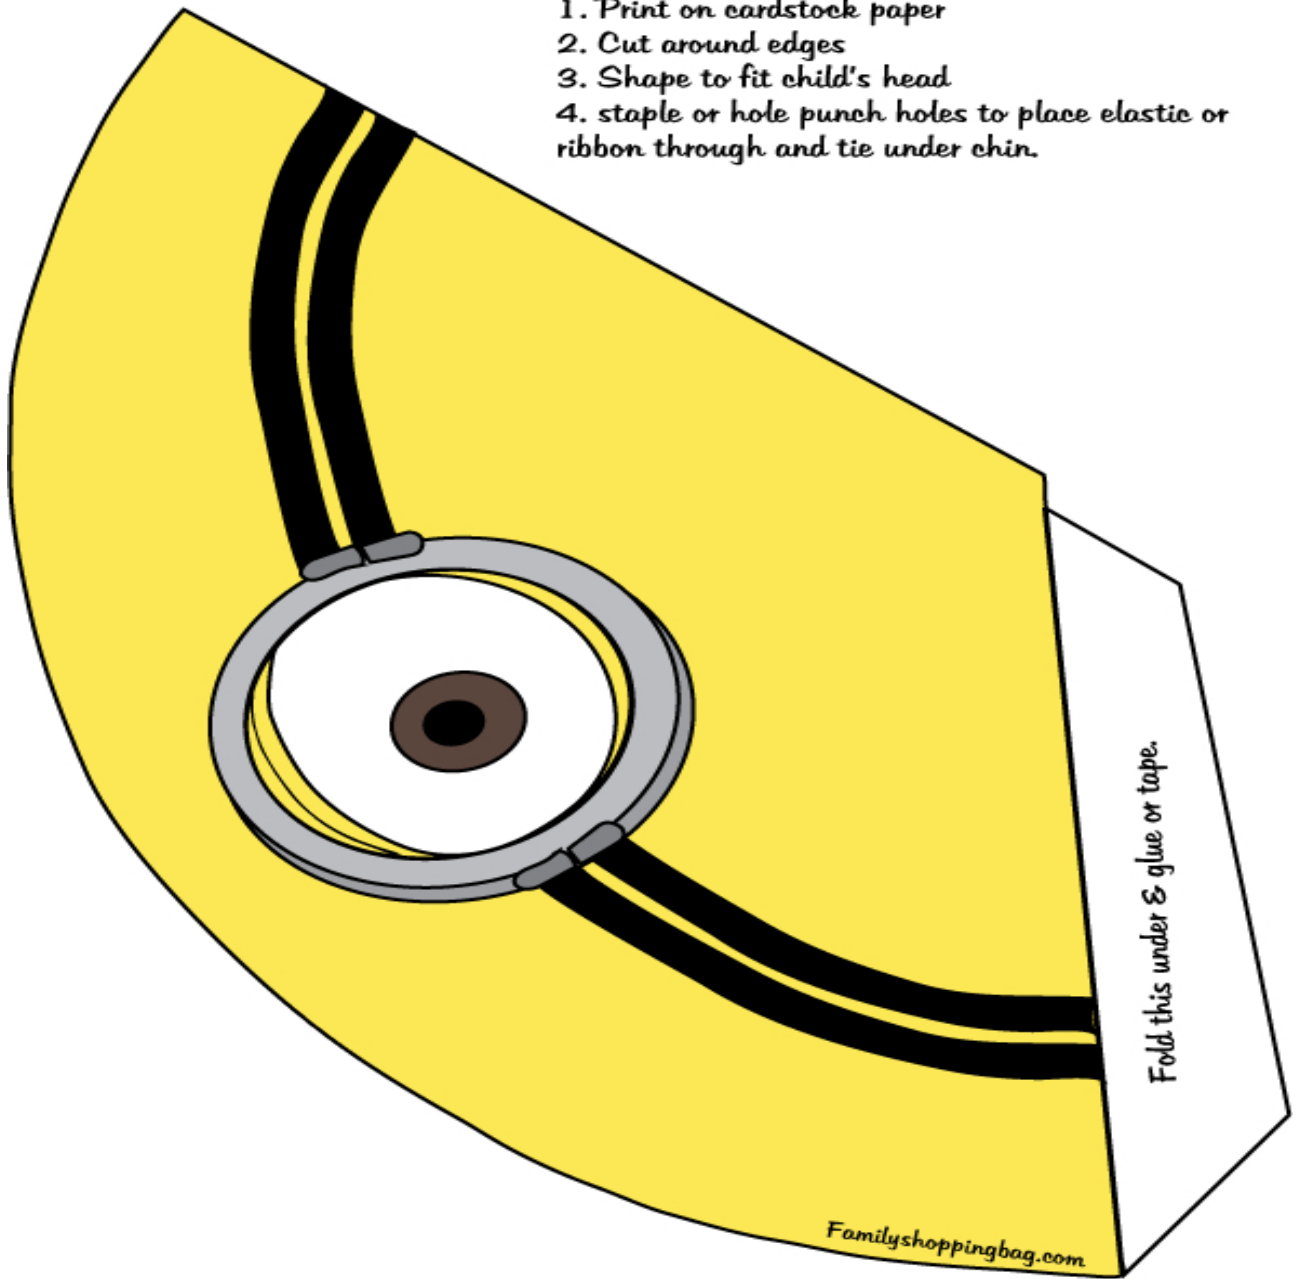 1. Print on cardstock paper
2. Cut around edges
3. Shape to fit child's head
4. staple or hole punch holes to place elastic or
ribbon through and tie under chin.
Fold this under & glue or tape.
Familyshoppingbag.com